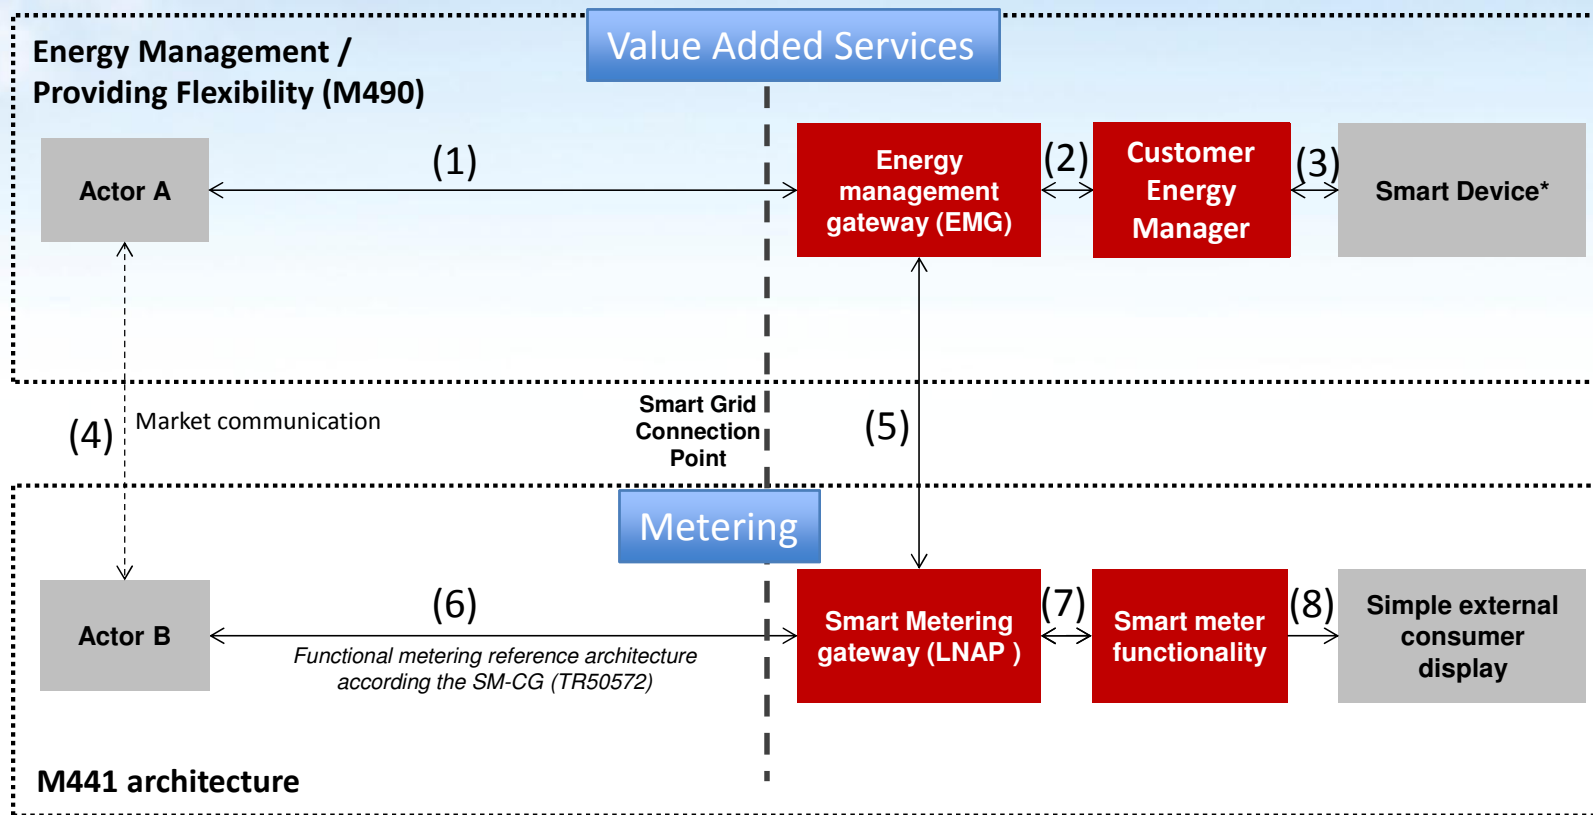 Value Added Services
Energy Management /
Providing Flexibility (M490)
Actor A
(1)
Energy
management
gateway (EMG)
(2)
Customer
Energy
Manager
(3)
Smart Device*
(4)
Market communication
Smart Grid
Connection
Point
(5)
Metering
Actor B
(6)
Functional metering reference architecture
according the SM-CG (TR50572)
Smart Metering
gateway (LNAP )
(7)
Smart meter
functionality
(8)
Simple external
consumer
display
M441 architecture